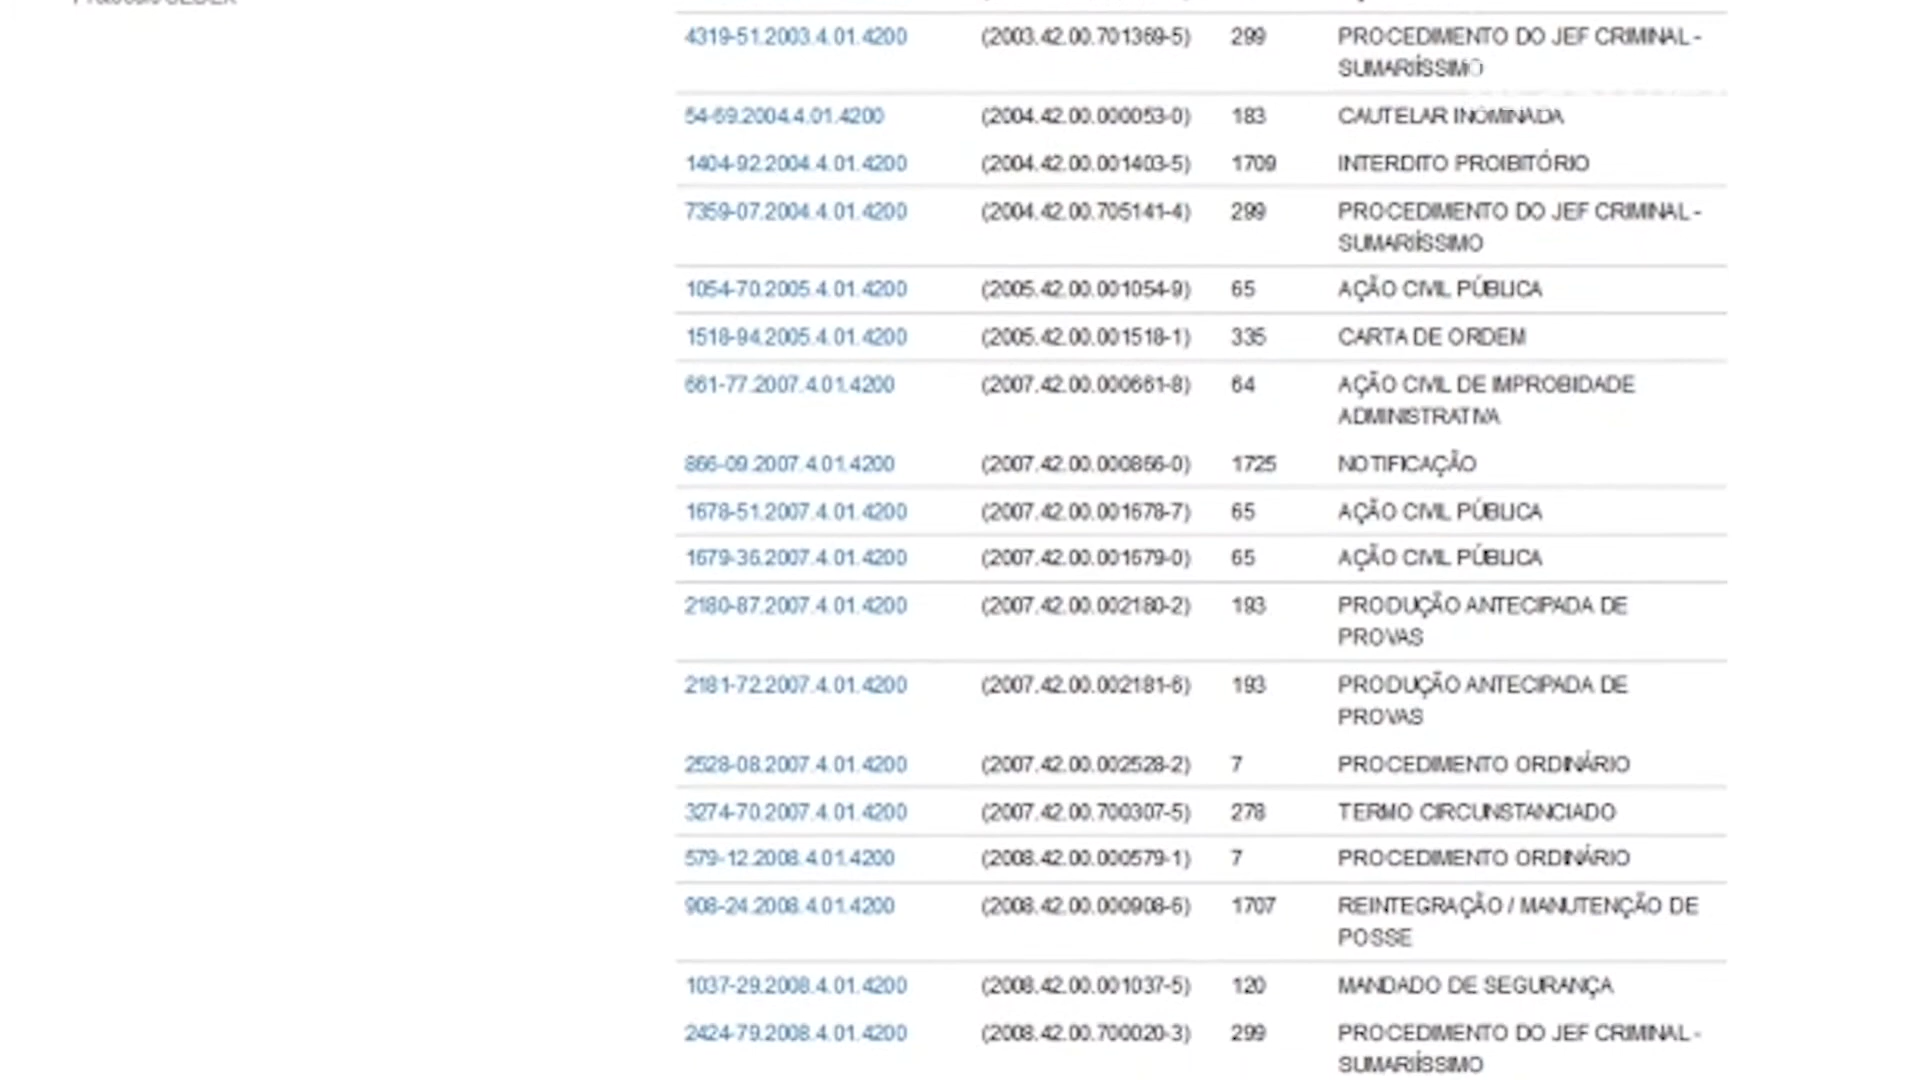 4319-51.2003.4.01.4200 (2003.42.00.701369-5) 299 PROCEDIMENTO DO JEF CRIMINAL -
SUMARIÍSSIMO
54-69.2004.4.01.4200 (2004.42.00.000053-0) 183 CAUTELAR INOMINADA
1404-92.2004.4.01.4200 (2004.42.00.001403-5) 1709 INTERDITO PROIBITÓRIO
7359-07.2004.4.01.4200 (2004.42.00.705141-4) 299 PROCEDIMENTO DO JEF CRIMINAL -
SUMARIÍSSIMO
1054-70.2005.4.01.4200 (2005.42.00.001054-9) 65 AÇÃO CIVIL PÚBLICA
1518-94.2005.4.01.4200 (2005.42.00.001518-1) 335 CARTA DE ORDEM
661-77.2007.4.01.4200 (2007.42.00.000661-8) 64 AÇÃO CIVIL DE IMPROBIDADE
ADMINISTRATIVA
866-09.2007.4.01.4200 (2007.42.00.000866-0) 1725 NOTIFICAÇÃO
1678-51.2007.4.01.4200 (2007.42.00.001678-7) 65 AÇÃO CIVIL PÚBLICA
1679-36.2007.4.01.4200 (2007.42.00.001679-0) 65 AÇÃO CIVIL PÚBLICA
2180-87.2007.4.01.4200 (2007.42.00.002180-2) 193 PRODUÇÃO ANTECIPADA DE
PROVAS
2181-72.2007.4.01.4200 (2007.42.00.002181-6) 193 PRODUÇÃO ANTECIPADA DE
PROVAS
2528-08.2007.4.01.4200 (2007.42.00.002528-2) 7 PROCEDIMENTO ORDINÁRIO
3274-70.2007.4.01.4200 (2007.42.00.700307-5) 278 TERMO CIRCUNSTANCIADO
579-12.2008.4.01.4200 (2008.42.00.000579-1) 7 PROCEDIMENTO ORDINÁRIO
908-24.2008.4.01.4200 (2008.42.00.000908-6) 1707 REINTEGRAÇÃO / MANUTENÇÃO DE
POSSE
1037-29.2008.4.01.4200 (2008.42.00.001037-5) 120 MANDADO DE SEGURANÇA
2424-79.2008.4.01.4200 (2008.42.00.700020-3) 299 PROCEDIMENTO DO JEF CRIMINAL -
SUMARIÍSSIMO